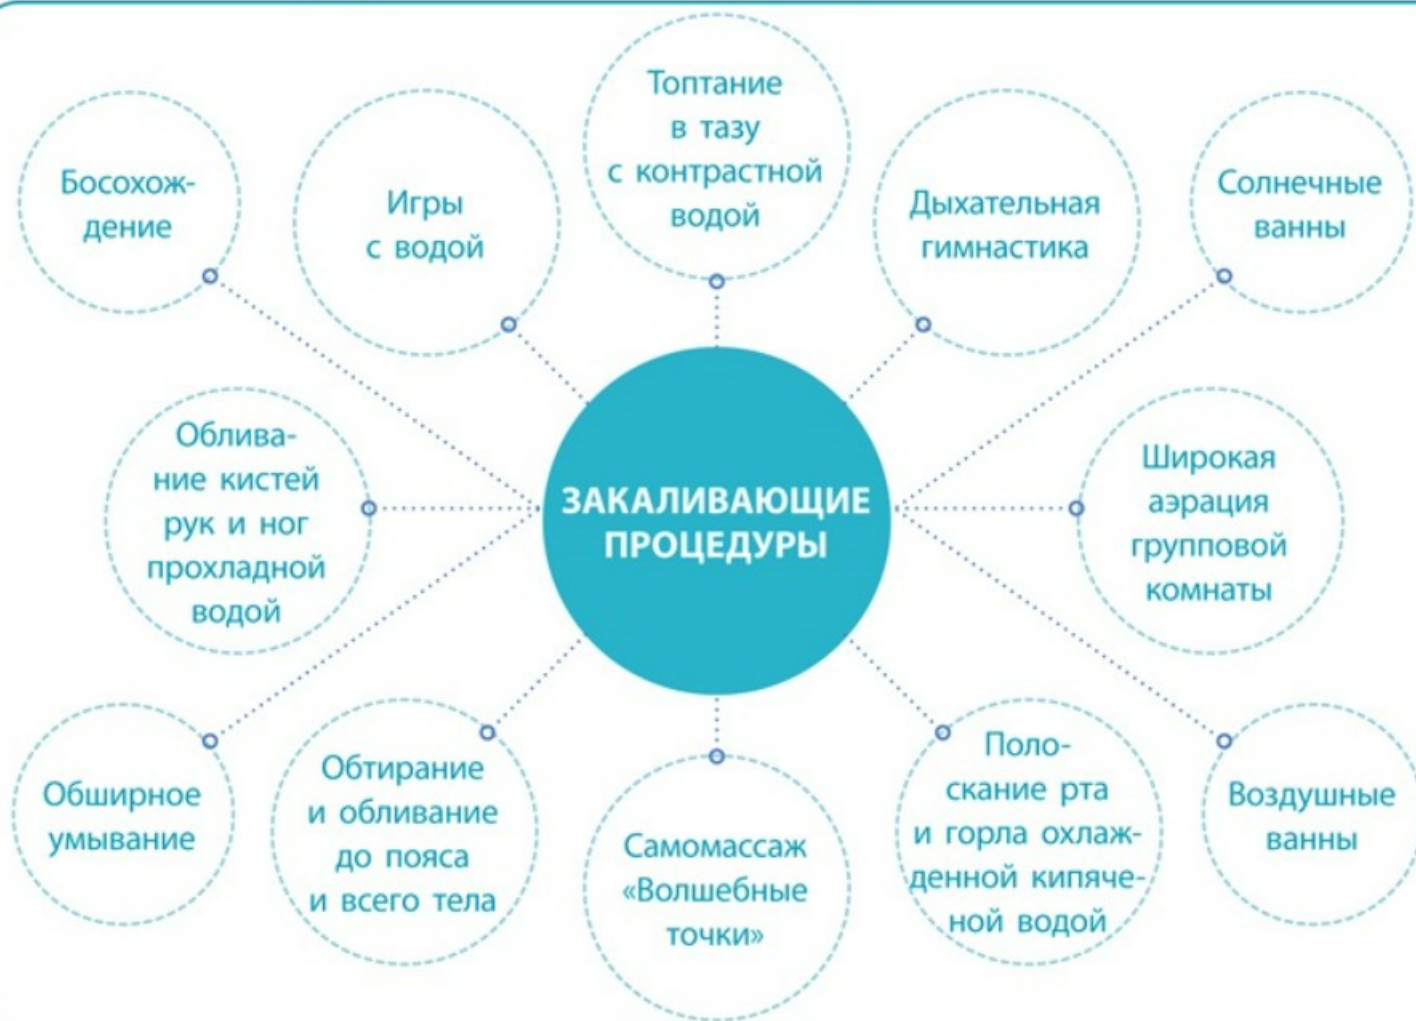 Босохож-
дение
Игры
с водой
Топтание
в тазу
с контрастной
водой
Дыхательная
гимнастика
Солнечные
ванны
Облива-
ние кистей
рук и ног
прохладной
водой
ЗАКАЛИВАЮЩИЕ
ПРОЦЕДУРЫ
Широкая
аэрация
групповой
комнаты
Обширное
умывание
Обтирание
и обливание
до пояса
и всего тела
Самомассаж
«Волшебные
точки»
Поло-
скание рта
и горла охлаж-
денной кипяче-
ной водой
Воздушные
ванны